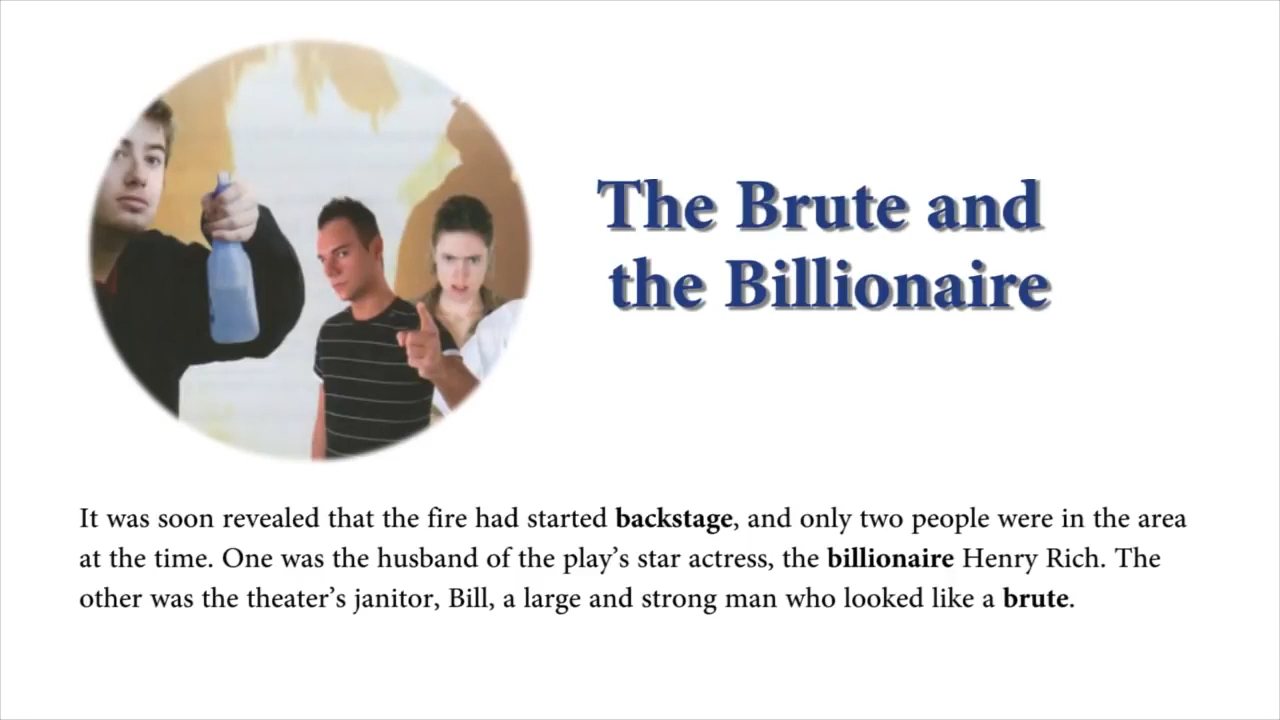 The Brute and
the Billionaire
It was soon revealed that the fire had started backstage, and only two people were in the area
at the time. One was the husband of the play’s star actress, the billionaire Henry Rich. The
other was the theater’s janitor, Bill, a large and strong man who looked like a brute.